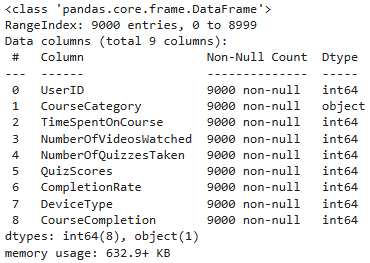 <class 'pandas.core.frame.DataFrame'>
RangeIndex: 9000 entries, 0 to 8999
Data columns (total 9 columns):
 #   Column                 Non-Null Count  Dtype
---  ------                 --------------  -----
 0   UserID                 9000 non-null   int64
 1   CourseCategory         9000 non-null   object
 2   TimeSpentOnCourse      9000 non-null   int64
 3   NumberOfVideosWatched  9000 non-null   int64
 4   NumberOfQuizzesTaken   9000 non-null   int64
 5   QuizScores             9000 non-null   int64
 6   CompletionRate         9000 non-null   int64
 7   DeviceType             9000 non-null   int64
 8   CourseCompletion       9000 non-null   int64
dtypes: int64(8), object(1)
memory usage: 632.9+ KB